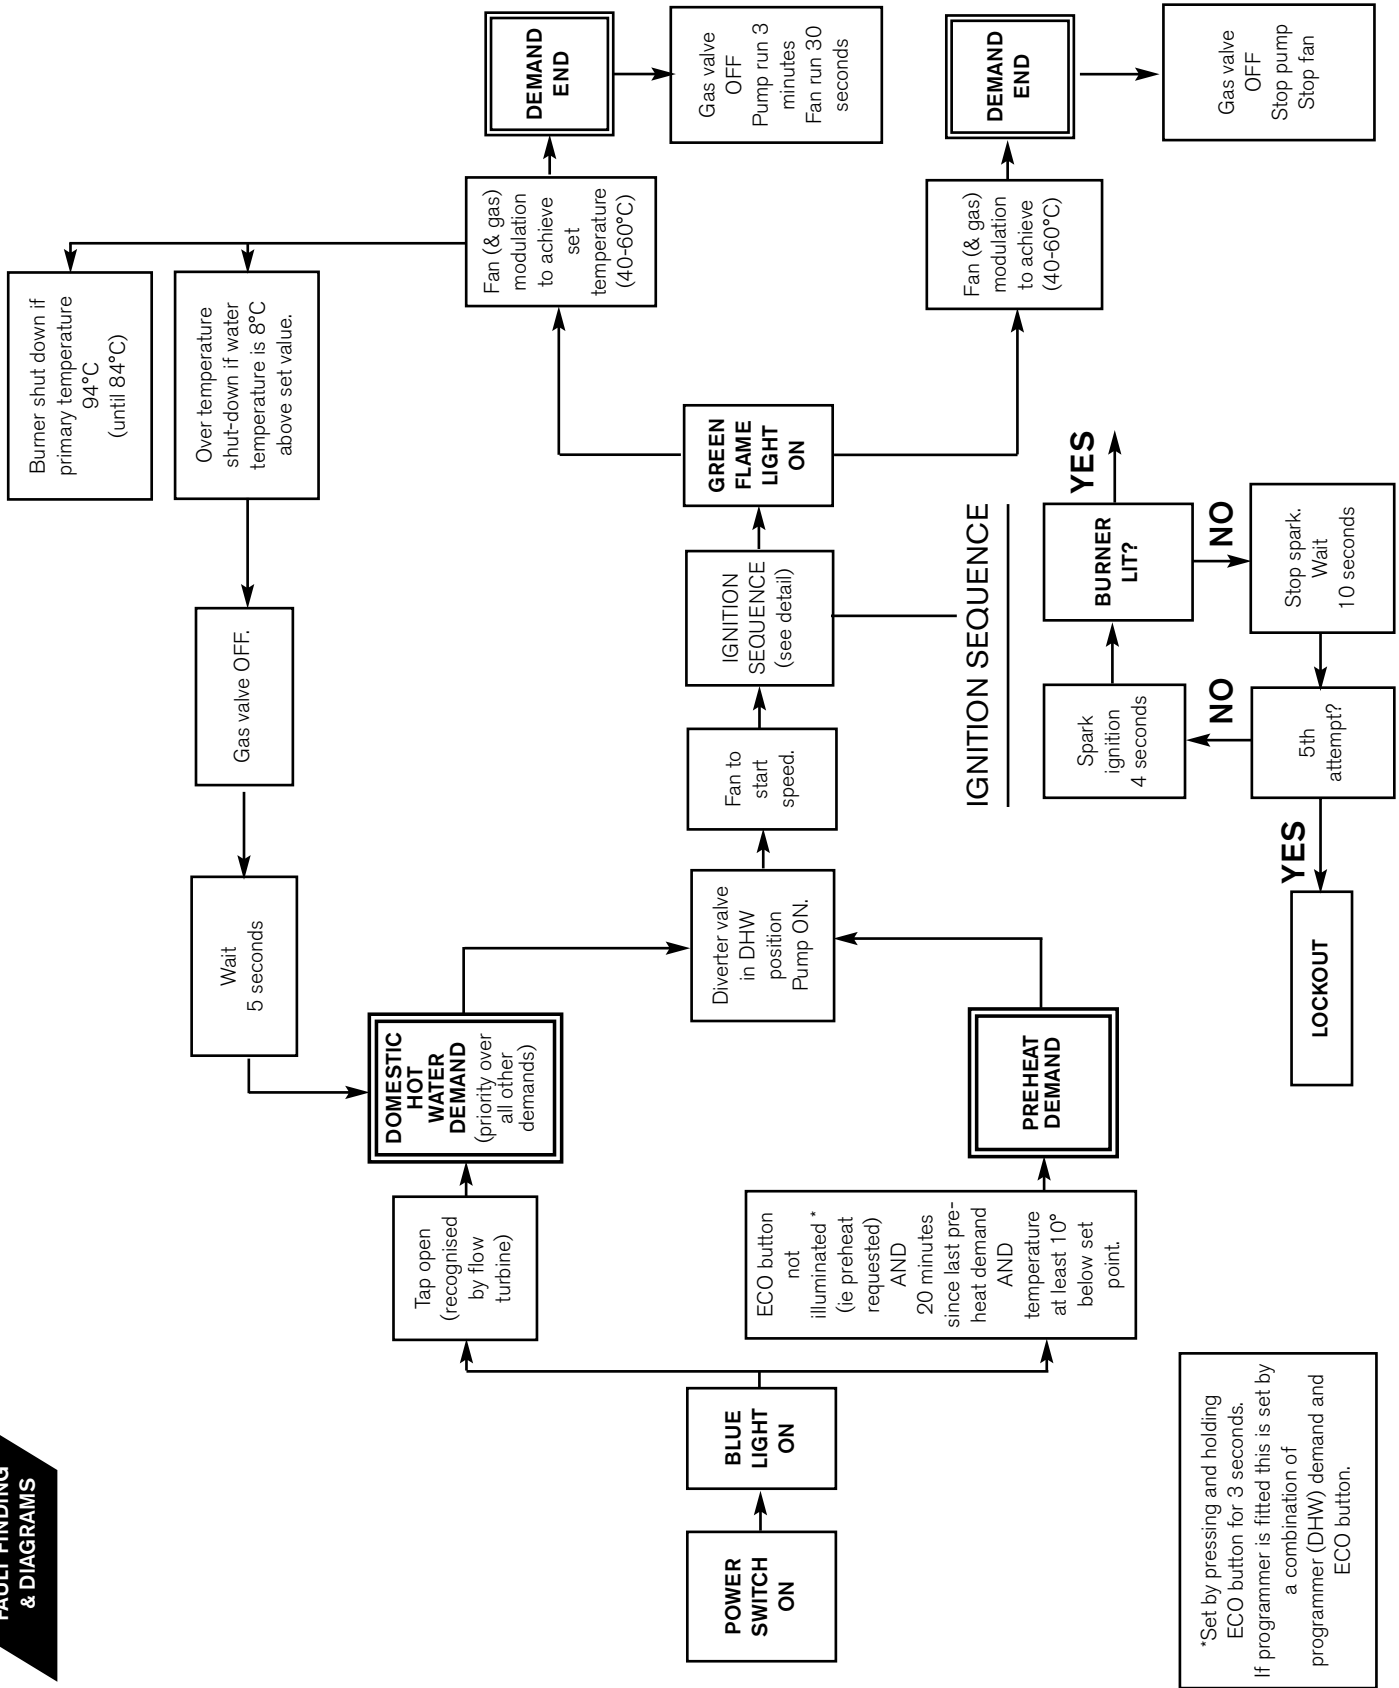 FAULT FINDING
& DIAGRAMS
POWER
SWITCH
ON
BLUE
LIGHT
ON
Tap open
(recognised
by flow
turbine)
DOMESTIC
HOT
WATER
DEMAND
(priority over
all other
demands)
Wait
5 seconds
Gas valve OFF.
Over temperature
shut-down if water
temperature is 8°C
above set value.
Burner shut down if
primary temperature
94°C
(until 84°C)
ECO button
not
illuminated *
(ie preheat
requested)
AND
20 minutes
since last pre-
heat demand
AND
temperature
at least 10°
below set
point.
PREHEAT
DEMAND
Diverter valve
in DHW
position
Pump ON.
Fan to
start
speed.
IGNITION
SEQUENCE
(see detail)
GREEN
FLAME
LIGHT
ON
Fan (& gas)
modulation
to achieve
set
temperature
(40-60°C)
DEMAND
END
Gas valve
OFF
Pump run 3
minutes
Fan run 30
seconds
Fan (& gas)
modulation
to achieve
(40-60°C)
DEMAND
END
Gas valve
OFF
Stop pump
Stop fan
IGNITION SEQUENCE
Spark
ignition
4 seconds
BURNER
LIT?
YES
NO
Stop spark.
Wait
10 seconds
5th
attempt?
NO
YES
LOCKOUT
*Set by pressing and holding
ECO button for 3 seconds.
If programmer is fitted this is set by
a combination of
programmer (DHW) demand and
ECO button.